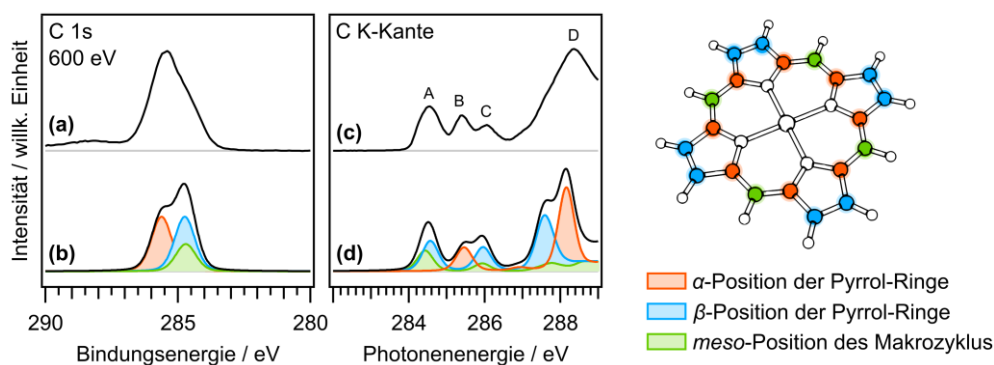 C 1s
600 eV
(a)
(b)
Intensität / willk. Einheit
290
285
280
Bindungsenergie / eV
C K-Kante
A
B
C
D
(c)
(d)
284
286
288
Photonenenergie / eV
α-Position der Pyrrol-Ringe
β-Position der Pyrrol-Ringe
meso-Position des Makrozyklus